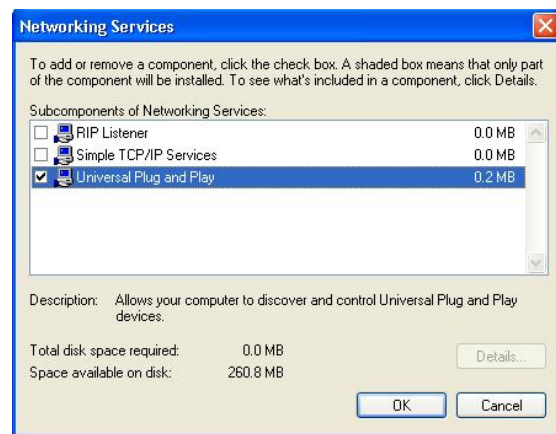 Networking Services
To add or remove a component, click the check box. A shaded box means that only part
of the component will be installed. To see what's included in a component, click Details.
Subcomponents of Networking Services:
RIP Listener 0.0 MB
Simple TCP/IP Services 0.0 MB
Universal Plug and Play 0.2 MB
Description: Allows your computer to discover and control Universal Plug and Play
devices.
Total disk space required: 0.0 MB
Details...
Space available on disk: 260.8 MB
OK Cancel